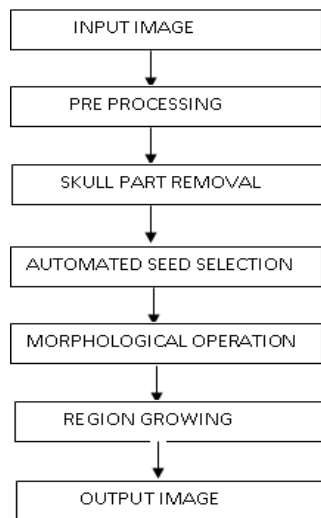 INPUT IMAGE
PRE PROCESSING
SKULL PART REMOVAL
AUTOMATED SEED SELECTION
MORPHOLOGICAL OPERATION
REGION GROWING
OUTPUT IMAGE